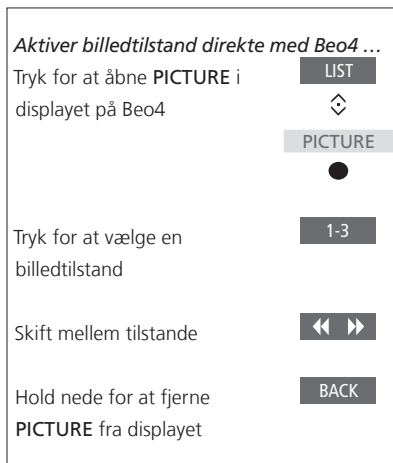 Aktiver billedtilstand direkte med Beo4 …
Tryk for at åbne PICTURE i
displayet på Beo4
LIST
PICTURE
Tryk for at vælge en
billedtilstand
1-3
Skift mellem tilstande
Hold nede for at fjerne
PICTURE fra displayet
BACK